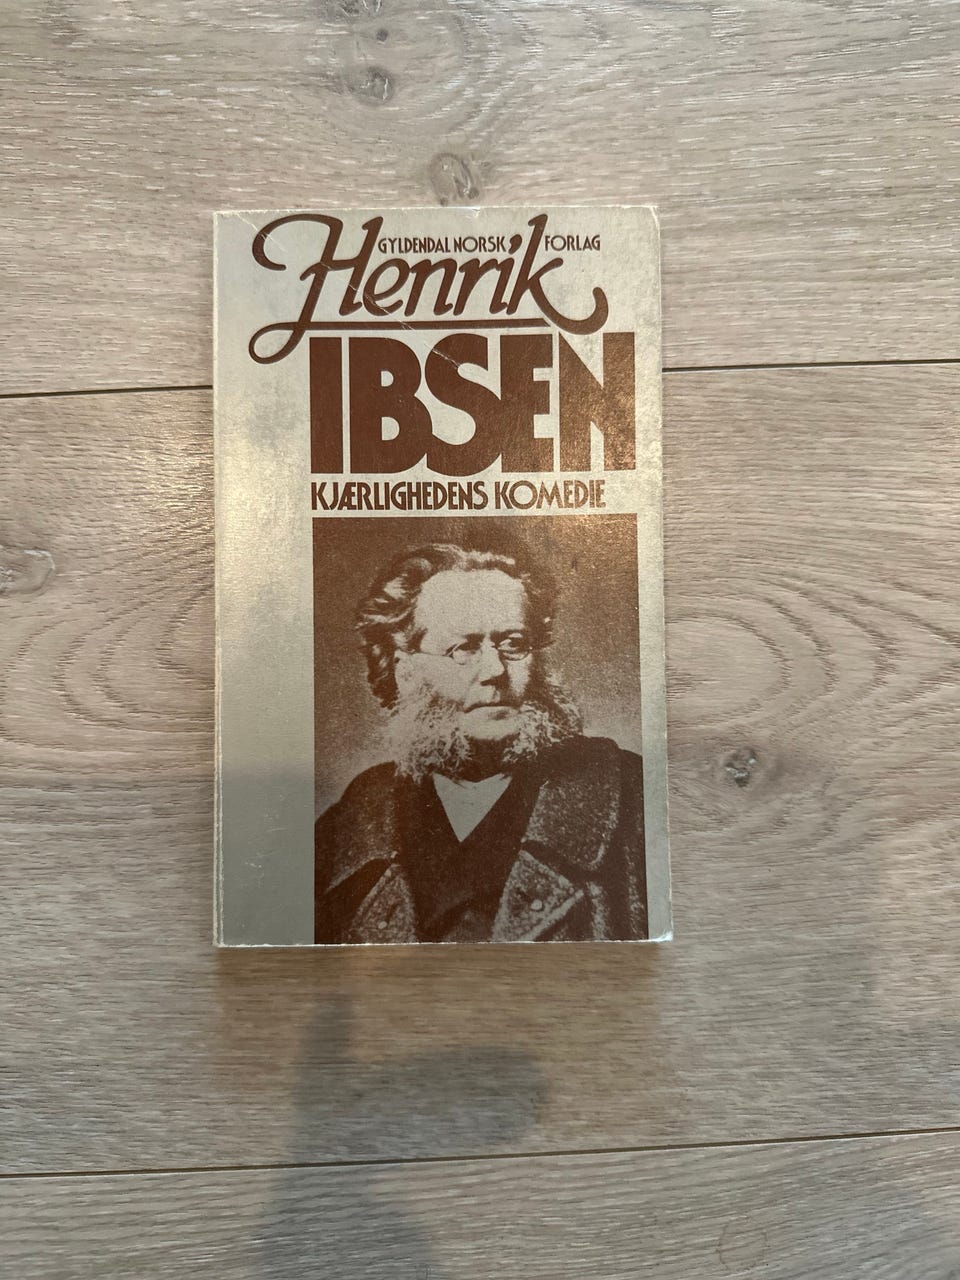 GYLDENDAL NORSK FORLAG
Henrik
IBSEN
KJÆRLIGHEDENS KOMEDIE